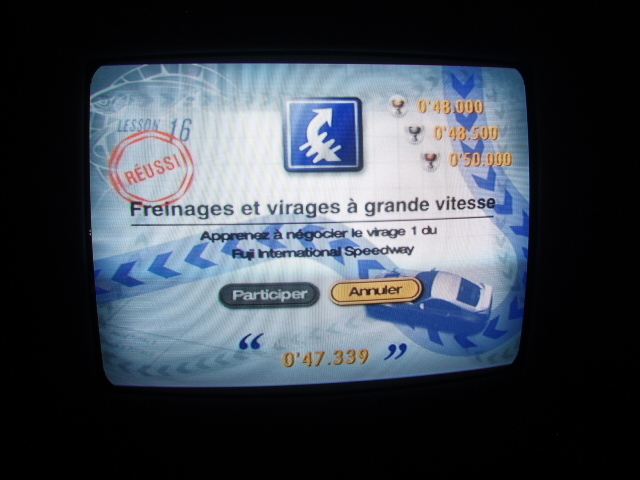 LESSON 16
RÉUSSI
0'48.000
0'48.500
0'50.000
Freinages et virages à grande vitesse
Apprenez à négocier le virage 1 du
Fuji International Speedway
Participer
Annuler
“ 0'47.339 ”